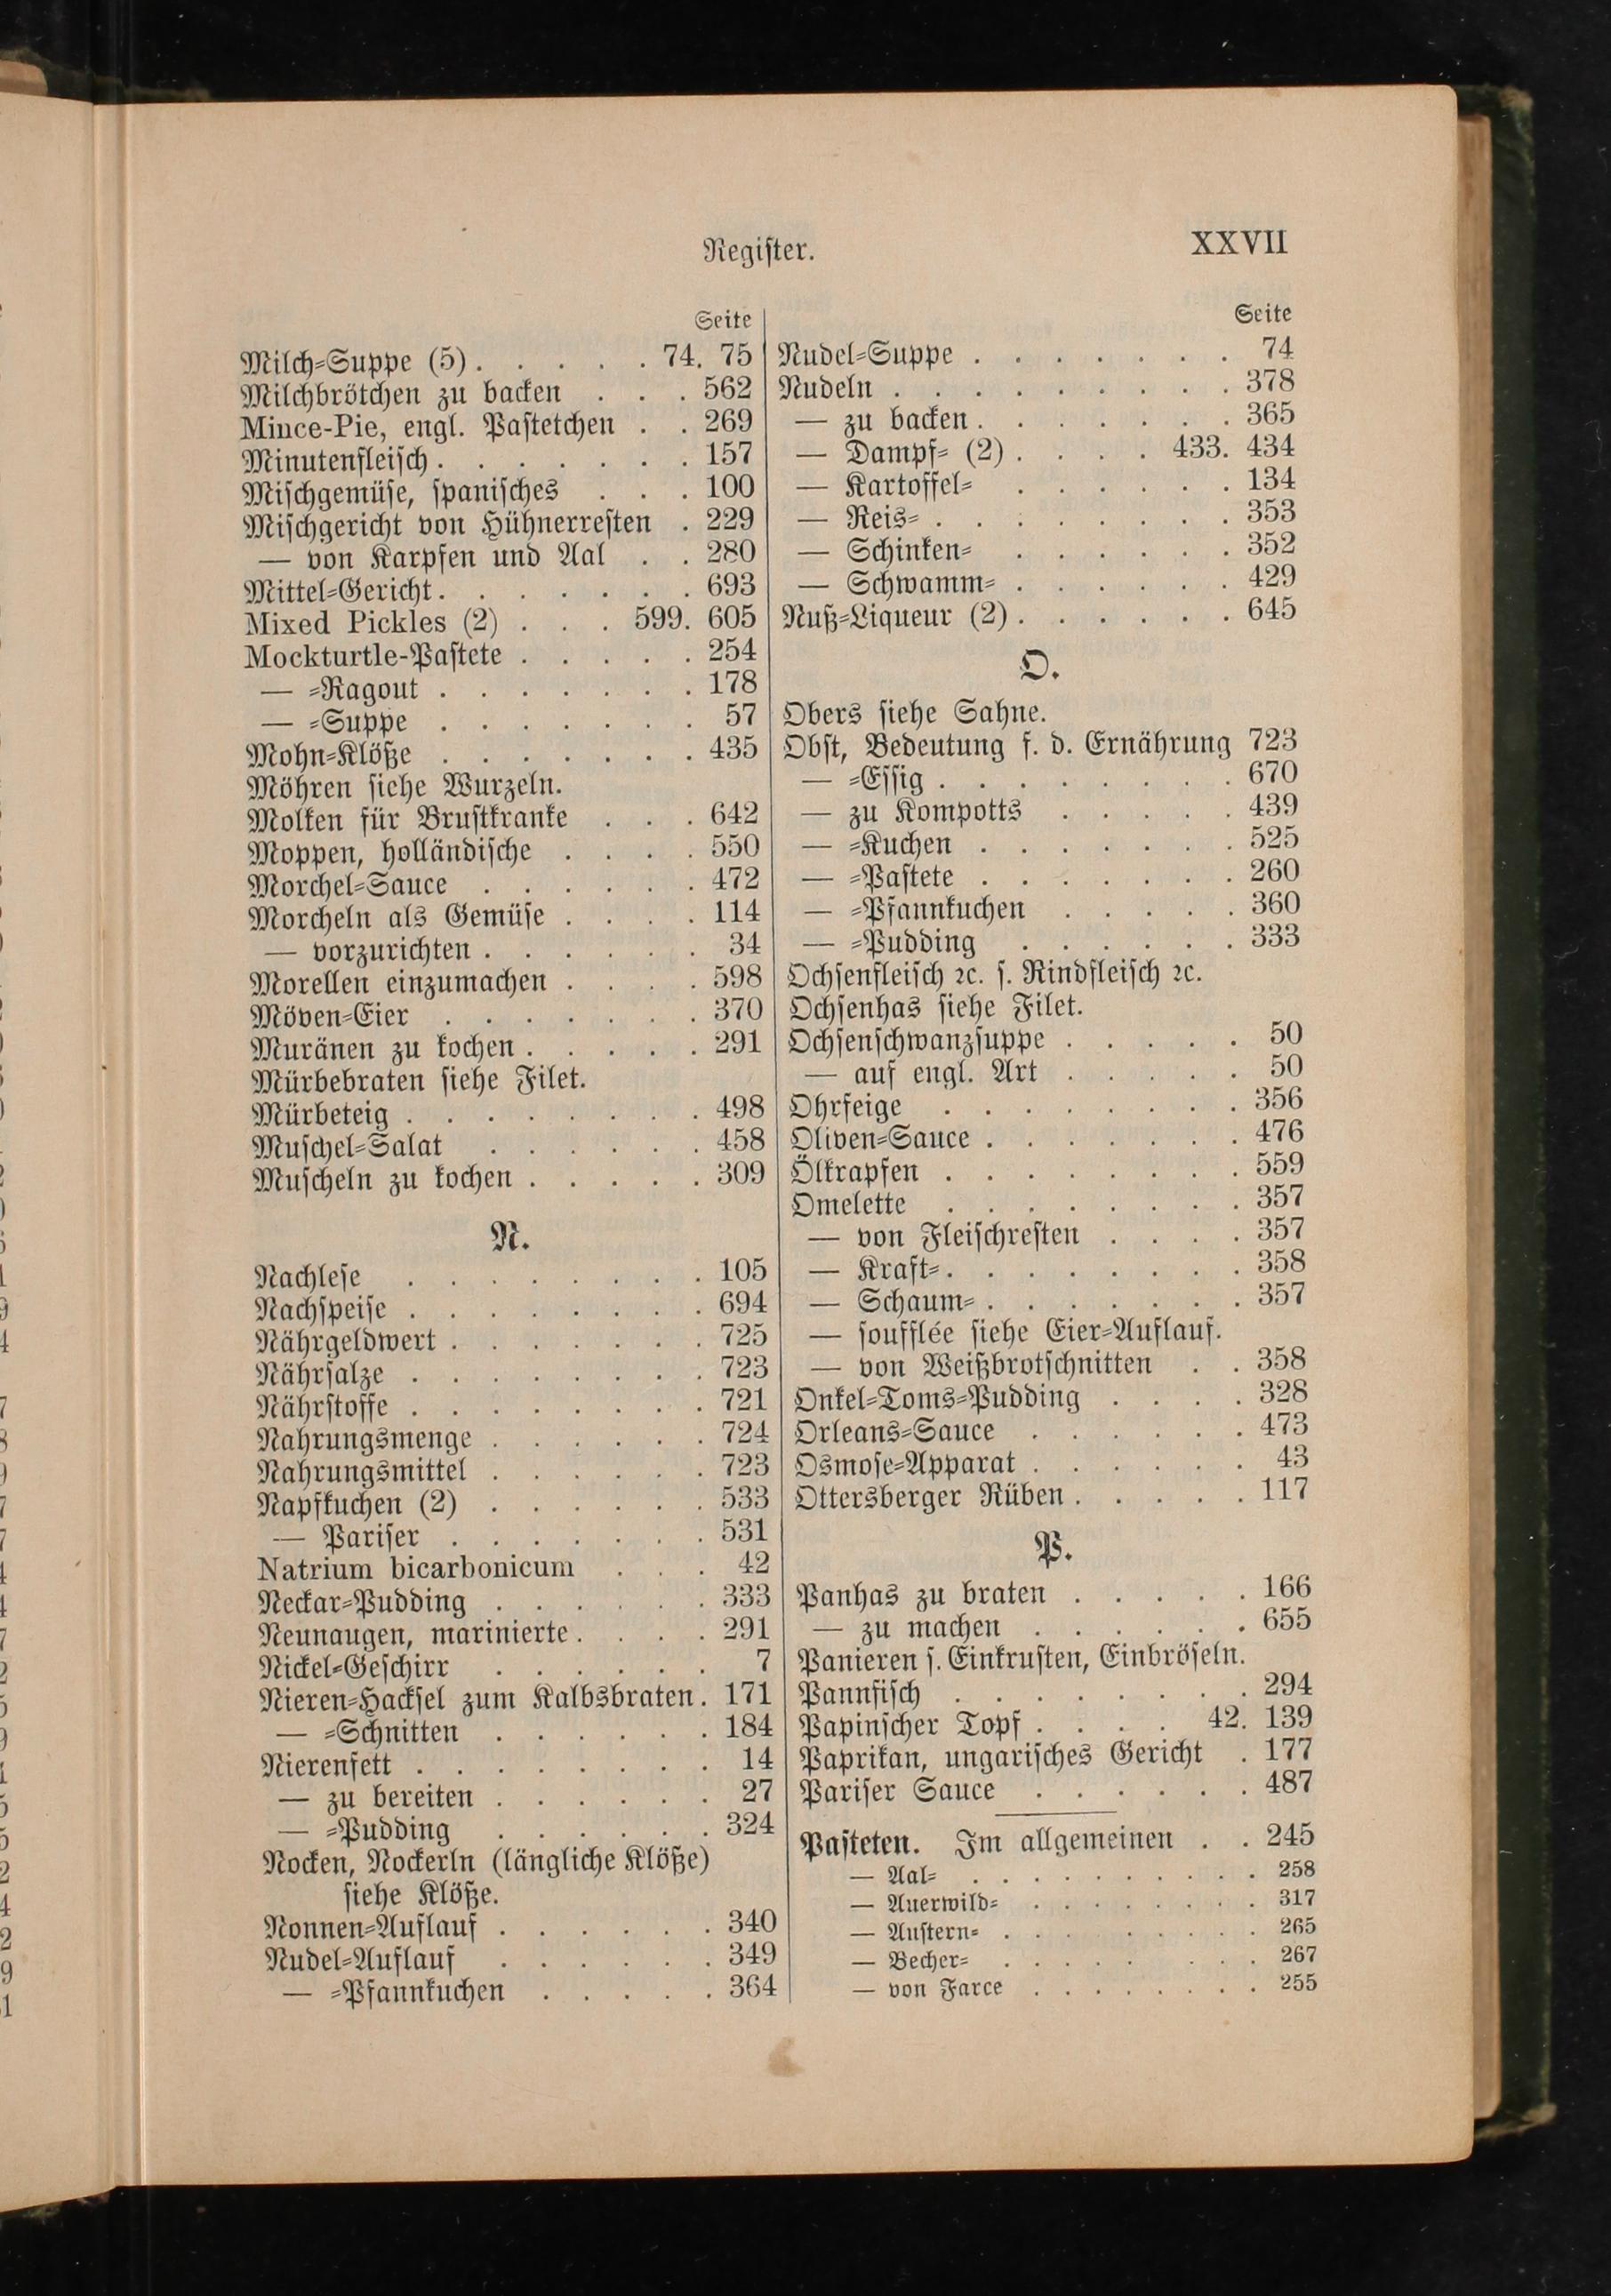 Register.
XXVII
Seite
Milch=Suppe (5) . . . . . 74. 75
Milchbrötchen zu backen . . . 562
Mince-Pie, engl. Pastetchen . . 269
Minutenfleisch . . . . . . . 157
Mischgemüse, spanisches . . . 100
Mischgericht von Hühnerresten . 229
— von Karpfen und Aal . . 280
Mittel=Gericht . . . . . . . 693
Mixed Pickles (2) . . . 599. 605
Mockturtle-Pastete . . . . . 254
— =Ragout . . . . . . . 178
— =Suppe . . . . . . . 57
Mohn=Klöße . . . . . . . 435
Möhren siehe Wurzeln.
Molken für Brustkranke . . . 642
Moppen, holländische . . . . 550
Morchel=Sauce . . . . . . 472
Morcheln als Gemüse . . . . 114
— vorzurichten . . . . . . 34
Morellen einzumachen . . . . 598
Möven=Eier . . . . . . . 370
Muränen zu kochen . . . . . 291
Mürbebraten siehe Filet.
Mürbeteig . . . . . . . . 498
Muschel=Salat . . . . . . 458
Muscheln zu kochen . . . . . 309
N.
Nachlese . . . . . . . . 105
Nachspeise . . . . . . . . 694
Nährgeldwert . . . . . . . 725
Nährsalze . . . . . . . . 723
Nährstoffe . . . . . . . . 721
Nahrungsmenge . . . . . . 724
Nahrungsmittel . . . . . . 723
Napfkuchen (2) . . . . . . 533
— Pariser . . . . . . . 531
Natrium bicarbonicum . . . 42
Neckar=Pudding . . . . . . 333
Neunaugen, marinierte . . . . 291
Nickel=Geschirr . . . . . . 7
Nieren=Hacksel zum Kalbsbraten . 171
— =Schnitten . . . . . . 184
Nierenfett . . . . . . . . 14
— zu bereiten . . . . . . 27
— =Pudding . . . . . . 324
Nocken, Nockerln (längliche Klöße)
siehe Klöße.
Nonnen=Auflauf . . . . . . 340
Nudel=Auflauf . . . . . . 349
— =Pfannkuchen . . . . . 364
Seite
Nudel=Suppe . . . . . . . 74
Nudeln . . . . . . . . . 378
— zu backen . . . . . . . 365
— Dampf= (2) . . . . 433. 434
— Kartoffel= . . . . . . 134
— Reis= . . . . . . . . 353
— Schinken= . . . . . . 352
— Schwamm= . . . . . . 429
Nuß=Liqueur (2) . . . . . . 645
O.
Obers siehe Sahne.
Obst, Bedeutung f. d. Ernährung 723
— =Essig . . . . . . . . 670
— zu Kompotts . . . . . 439
— =Kuchen . . . . . . . 525
— =Pastete . . . . . . . 260
— =Pfannkuchen . . . . . 360
— =Pudding . . . . . . 333
Ochsenfleisch ꝛc. s. Rindfleisch ꝛc.
Ochsenhas siehe Filet.
Ochsenschwanzsuppe . . . . . 50
— auf engl. Art . . . . . 50
Ohrfeige . . . . . . . . 356
Oliven=Sauce . . . . . . . 476
Ölkrapfen . . . . . . . . 559
Omelette . . . . . . . . 357
— von Fleischresten . . . . 357
— Kraft= . . . . . . . . 358
— Schaum= . . . . . . . 357
— soufflée siehe Eier=Auflauf.
— von Weißbrotschnitten . . 358
Onkel=Toms=Pudding . . . . 328
Orleans=Sauce . . . . . . 473
Osmose=Apparat . . . . . . 43
Ottersberger Rüben . . . . . 117
P.
Panhas zu braten . . . . . 166
— zu machen . . . . . . 655
Panieren s. Einkrusten, Einbröseln.
Pannfisch . . . . . . . . 294
Papinscher Topf . . . . 42. 139
Paprikan, ungarisches Gericht . 177
Pariser Sauce . . . . . . 487
Pasteten. Im allgemeinen . . 245
— Aal= . . . . . . . . . . 258
— Auerwild= . . . . . . . . 317
— Austern= . . . . . . . . . 265
— Becher= . . . . . . . . 267
— von Farce . . . . . . . . 255